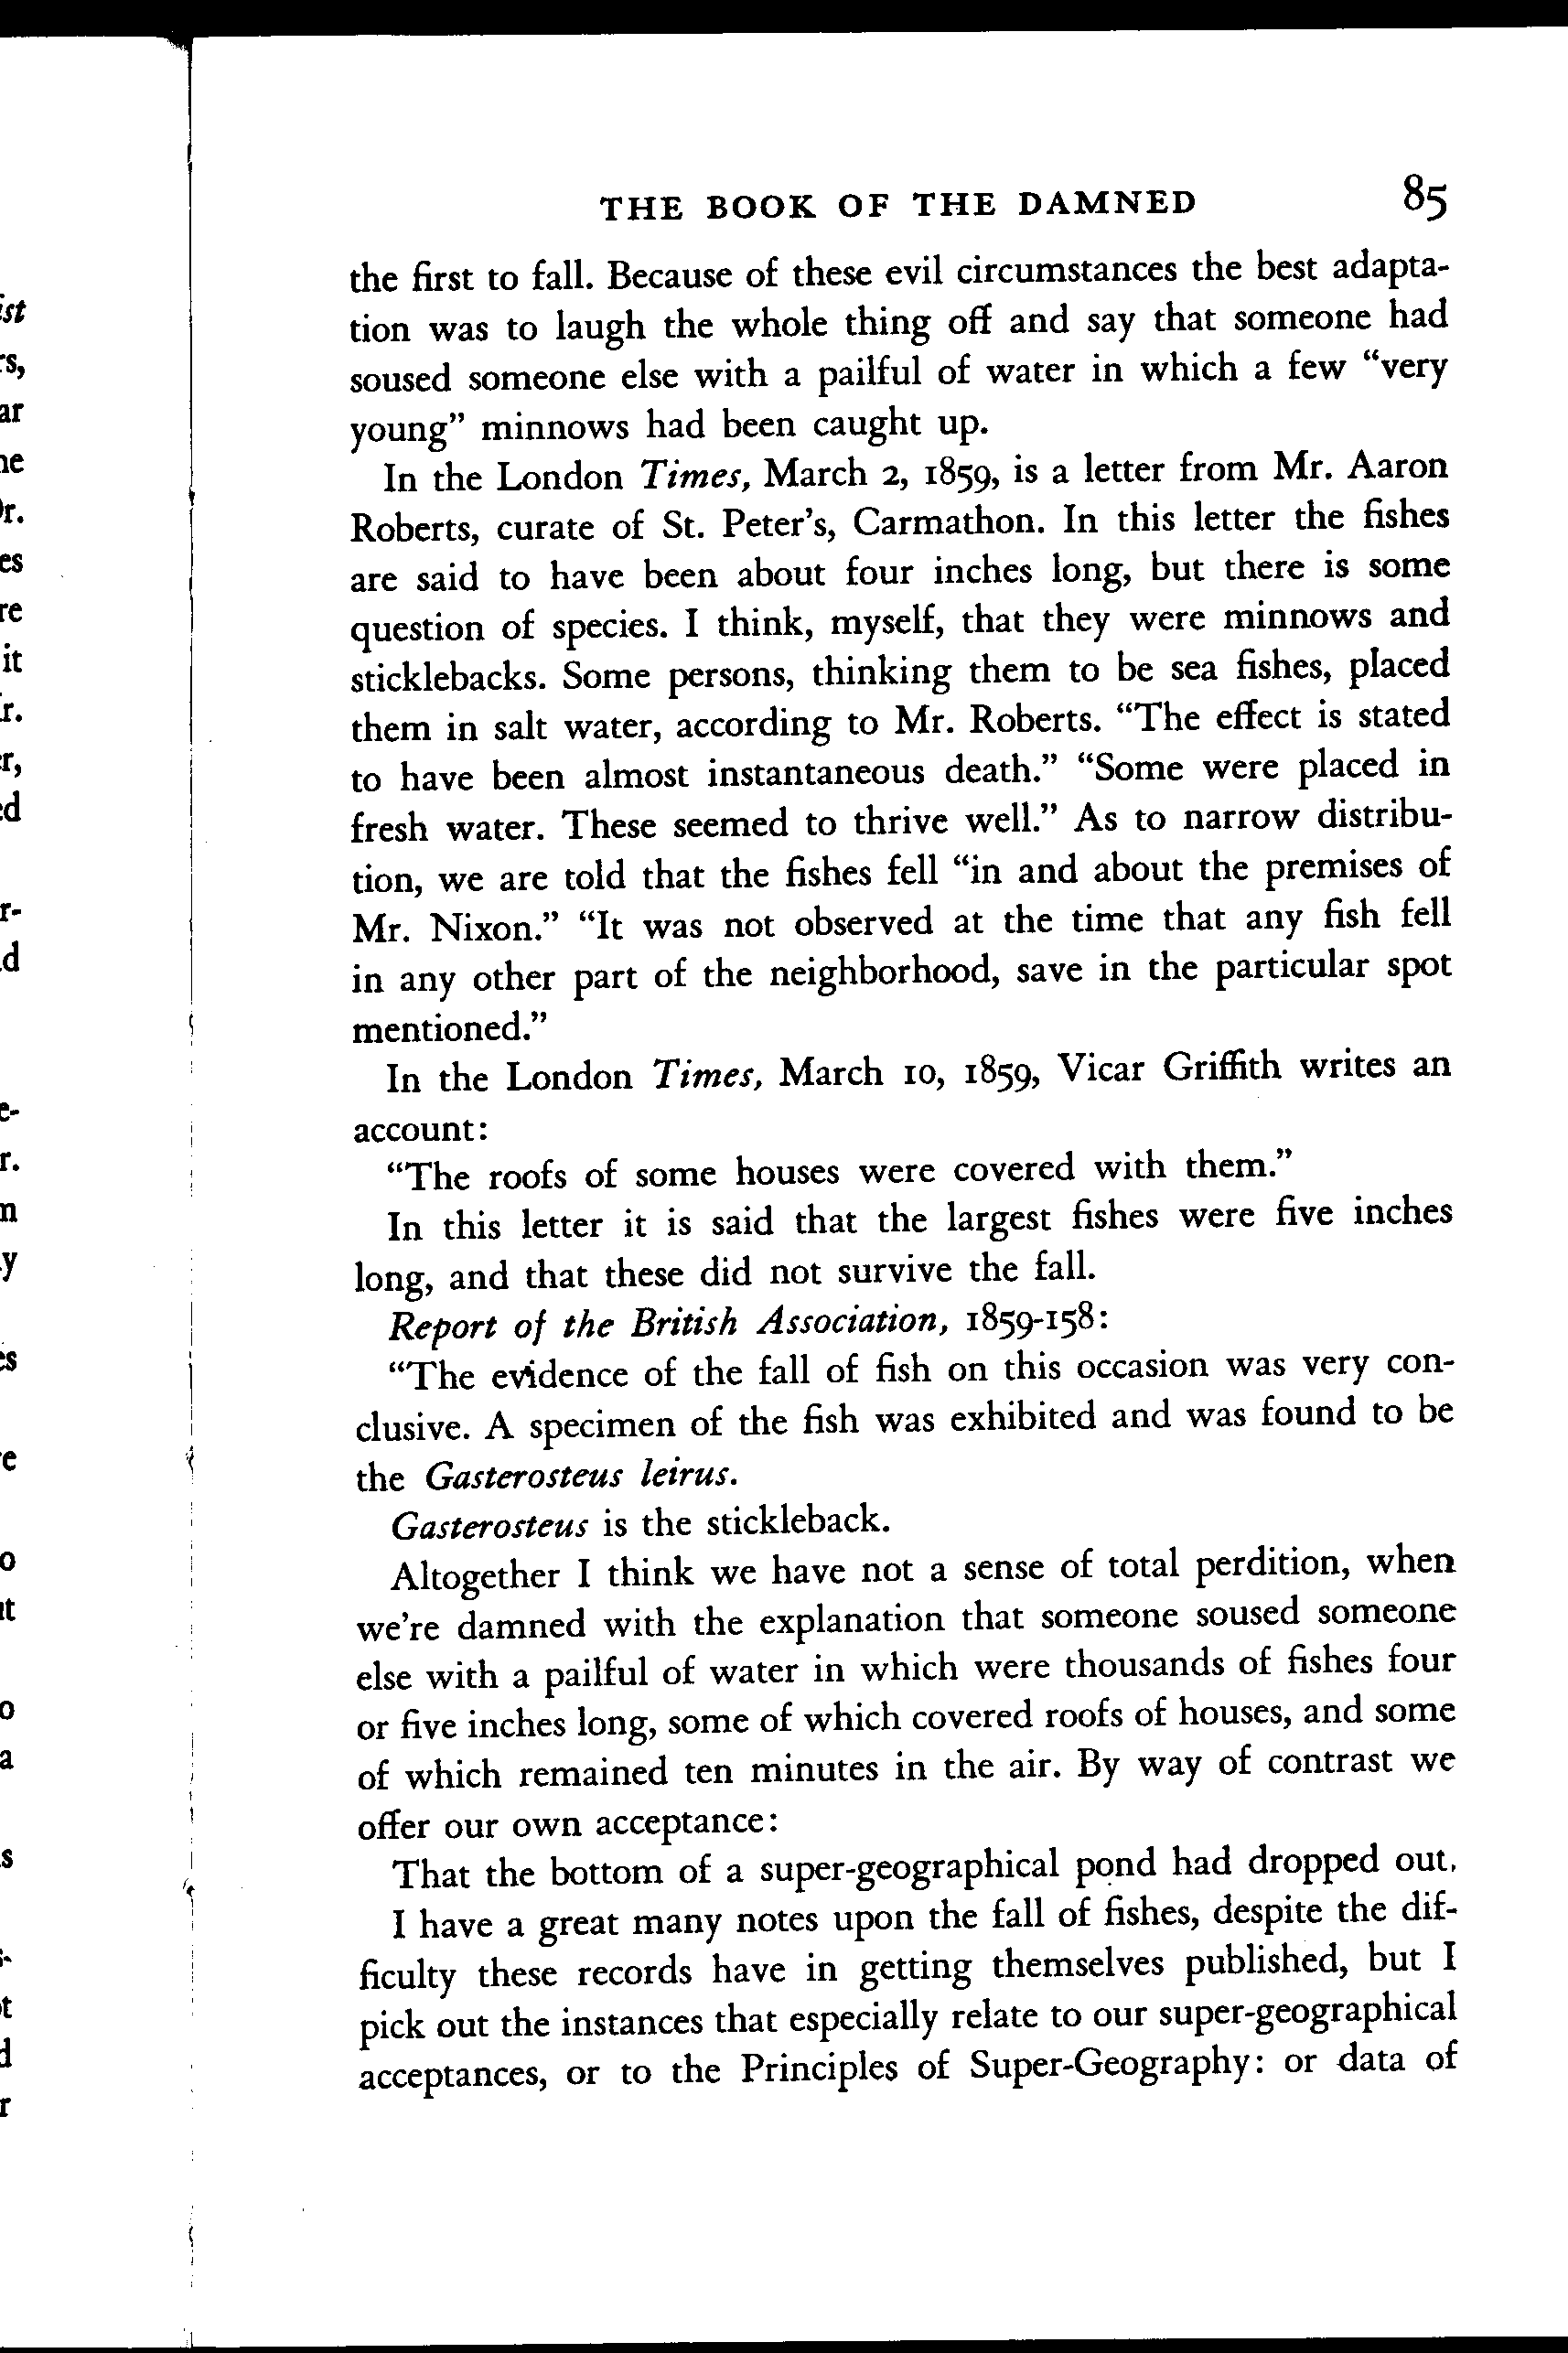 THE BOOK OF THE DAMNED 85
the first to fall. Because of these evil circumstances the best adapta-
tion was to laugh the whole thing off and say that someone had
soused someone else with a pailful of water in which a few “very
young” minnows had been caught up.
In the London Times, March 2, 1859, is a letter from Mr. Aaron
Roberts, curate of St. Peter’s, Carmathon. In this letter the fishes
are said to have been about four inches long, but there is some
question of species. I think, myself, that they were minnows and
sticklebacks. Some persons, thinking them to be sea fishes, placed
them in salt water, according to Mr. Roberts. “The effect is stated
to have been almost instantaneous death.” “Some were placed in
fresh water. These seemed to thrive well.” As to narrow distribu-
tion, we are told that the fishes fell “in and about the premises of
Mr. Nixon.” “It was not observed at the time that any fish fell
in any other part of the neighborhood, save in the particular spot
mentioned.”
In the London Times, March 10, 1859, Vicar Griffith writes an
account:
“The roofs of some houses were covered with them.”
In this letter it is said that the largest fishes were five inches
long, and that these did not survive the fall.
Report of the British Association, 1859-158:
“The evidence of the fall of fish on this occasion was very con-
clusive. A specimen of the fish was exhibited and was found to be
the Gasterosteus leirus.
Gasterosteus is the stickleback.
Altogether I think we have not a sense of total perdition, when
we’re damned with the explanation that someone soused someone
else with a pailful of water in which were thousands of fishes four
or five inches long, some of which covered roofs of houses, and some
of which remained ten minutes in the air. By way of contrast we
offer our own acceptance:
That the bottom of a super-geographical pond had dropped out.
I have a great many notes upon the fall of fishes, despite the dif-
ficulty these records have in getting themselves published, but I
pick out the instances that especially relate to our super-geographical
acceptances, or to the Principles of Super-Geography: or data of